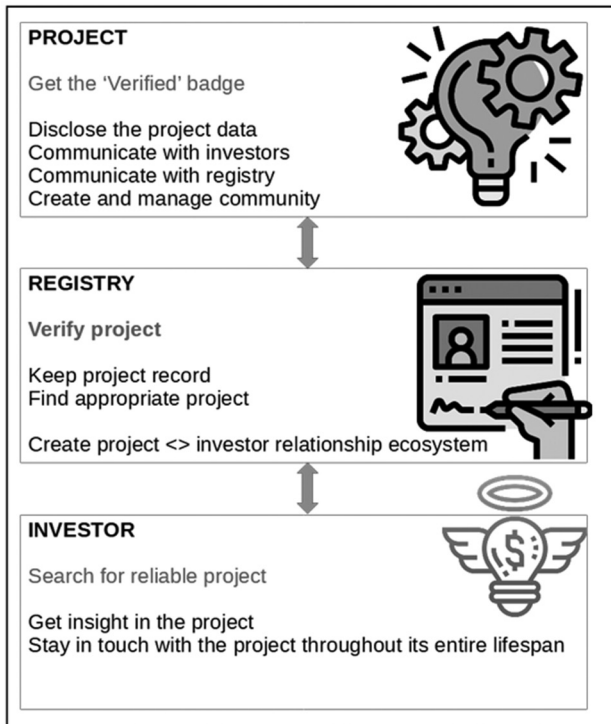 PROJECT
Get the ‘Verified’ badge
Disclose the project data
Communicate with investors
Communicate with registry
Create and manage community
REGISTRY
Verify project
Keep project record
Find appropriate project
Create project <> investor relationship ecosystem
INVESTOR
Search for reliable project
Get insight in the project
Stay in touch with the project throughout its entire lifespan
$